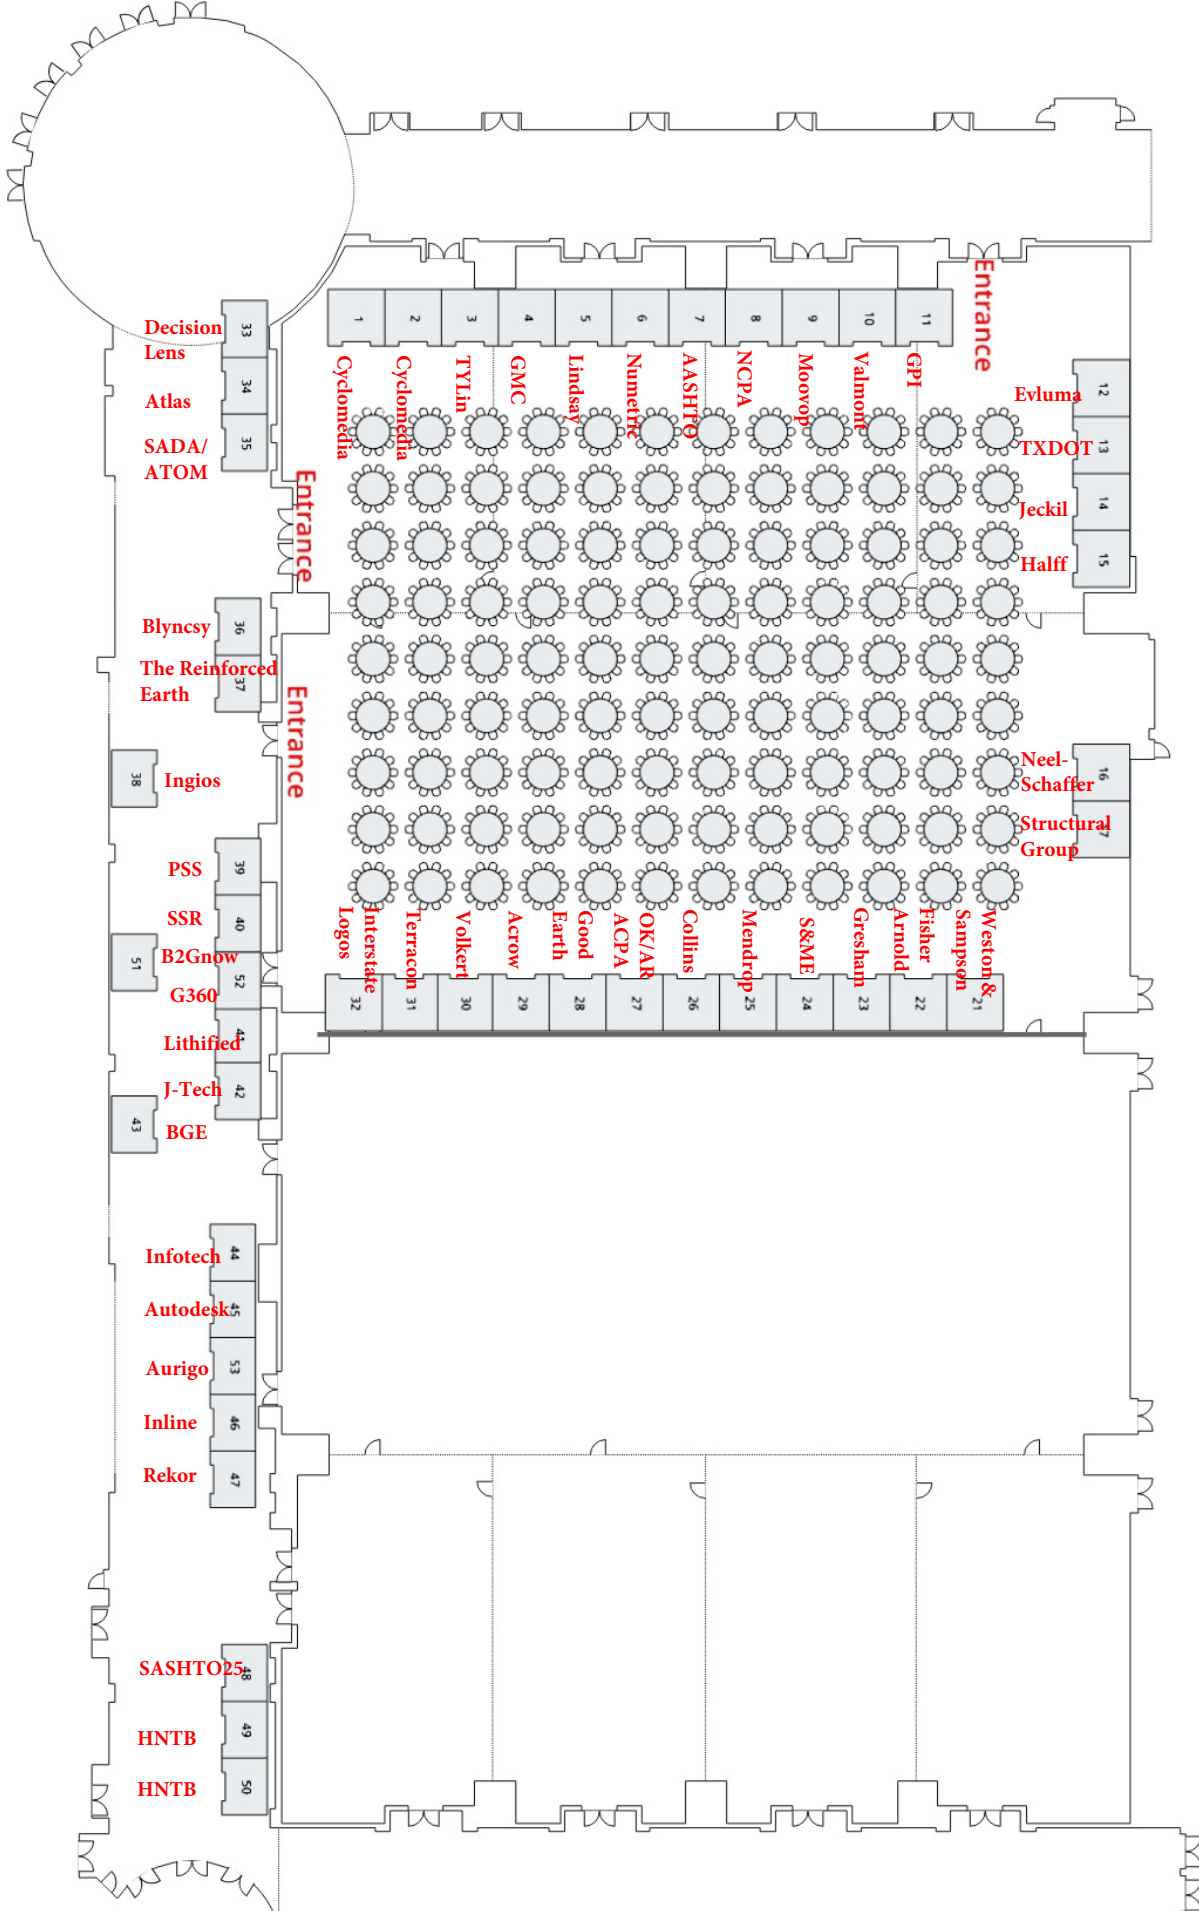 Entrance
1
2
3
4
5
6
7
8
9
10
11
Cyclomedia
Cyclomedia
TYLin
GMC
Lindsay
Numetric
AASHTO
NCPA
Moovop
Valmont
GPI
33
34
35
Decision
Lens
Atlas
SADA/
ATOM
Evluma
12
TXDOT
13
Jeckil
14
Halff
15
Entrance
Blyncsy
36
The Reinforced
Earth
37
Entrance
38
Ingios
Neel-
Schaffer
16
Structural
Group
17
PSS
39
SSR
40
51
B2Gnow
52
G360
Lithified
41
J-Tech
42
43
BGE
Logos
Interstate
Terracon
Volkert
Acrow
Good
Earth
OK/AR
ACPA
Collins
Mendrop
S&ME
Gresham
Fisher
Arnold
Weston &
Sampson
32
31
30
29
28
27
26
25
24
23
22
21
Infotech
44
Autodesk
45
Aurigo
53
Inline
46
Rekor
47
SASHTO25
48
HNTB
49
HNTB
50